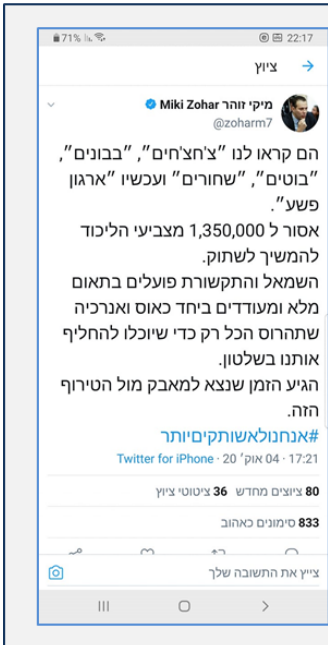 71% 22:17
ציוץ
מיקי זוהר Miki Zohar
@zoharm7
הם קראו לנו ״צ'חצ'חים״, ״בבונים״,
״בוטים״, ״שחורים״ ועכשיו ״ארגון
פשע״.
אסור ל 1,350,000 מצביעי הליכוד
להמשיך לשתוק.
השמאל והתקשורת פועלים בתאום
מלא ומעודדים ביחד כאוס ואנרכיה
שתהרוס הכל רק כדי שיוכלו להחליף
אותנו בשלטון.
הגיע הזמן שנצא למאבק מול הטירוף
הזה.
#אנחנולאשותקיםיותר
17:21 · 04 אוק׳ 20 · Twitter for iPhone
80 ציוצים מחדש 36 ציטוטי ציוץ
833 סימונים כאהוב
צייץ את התשובה שלך